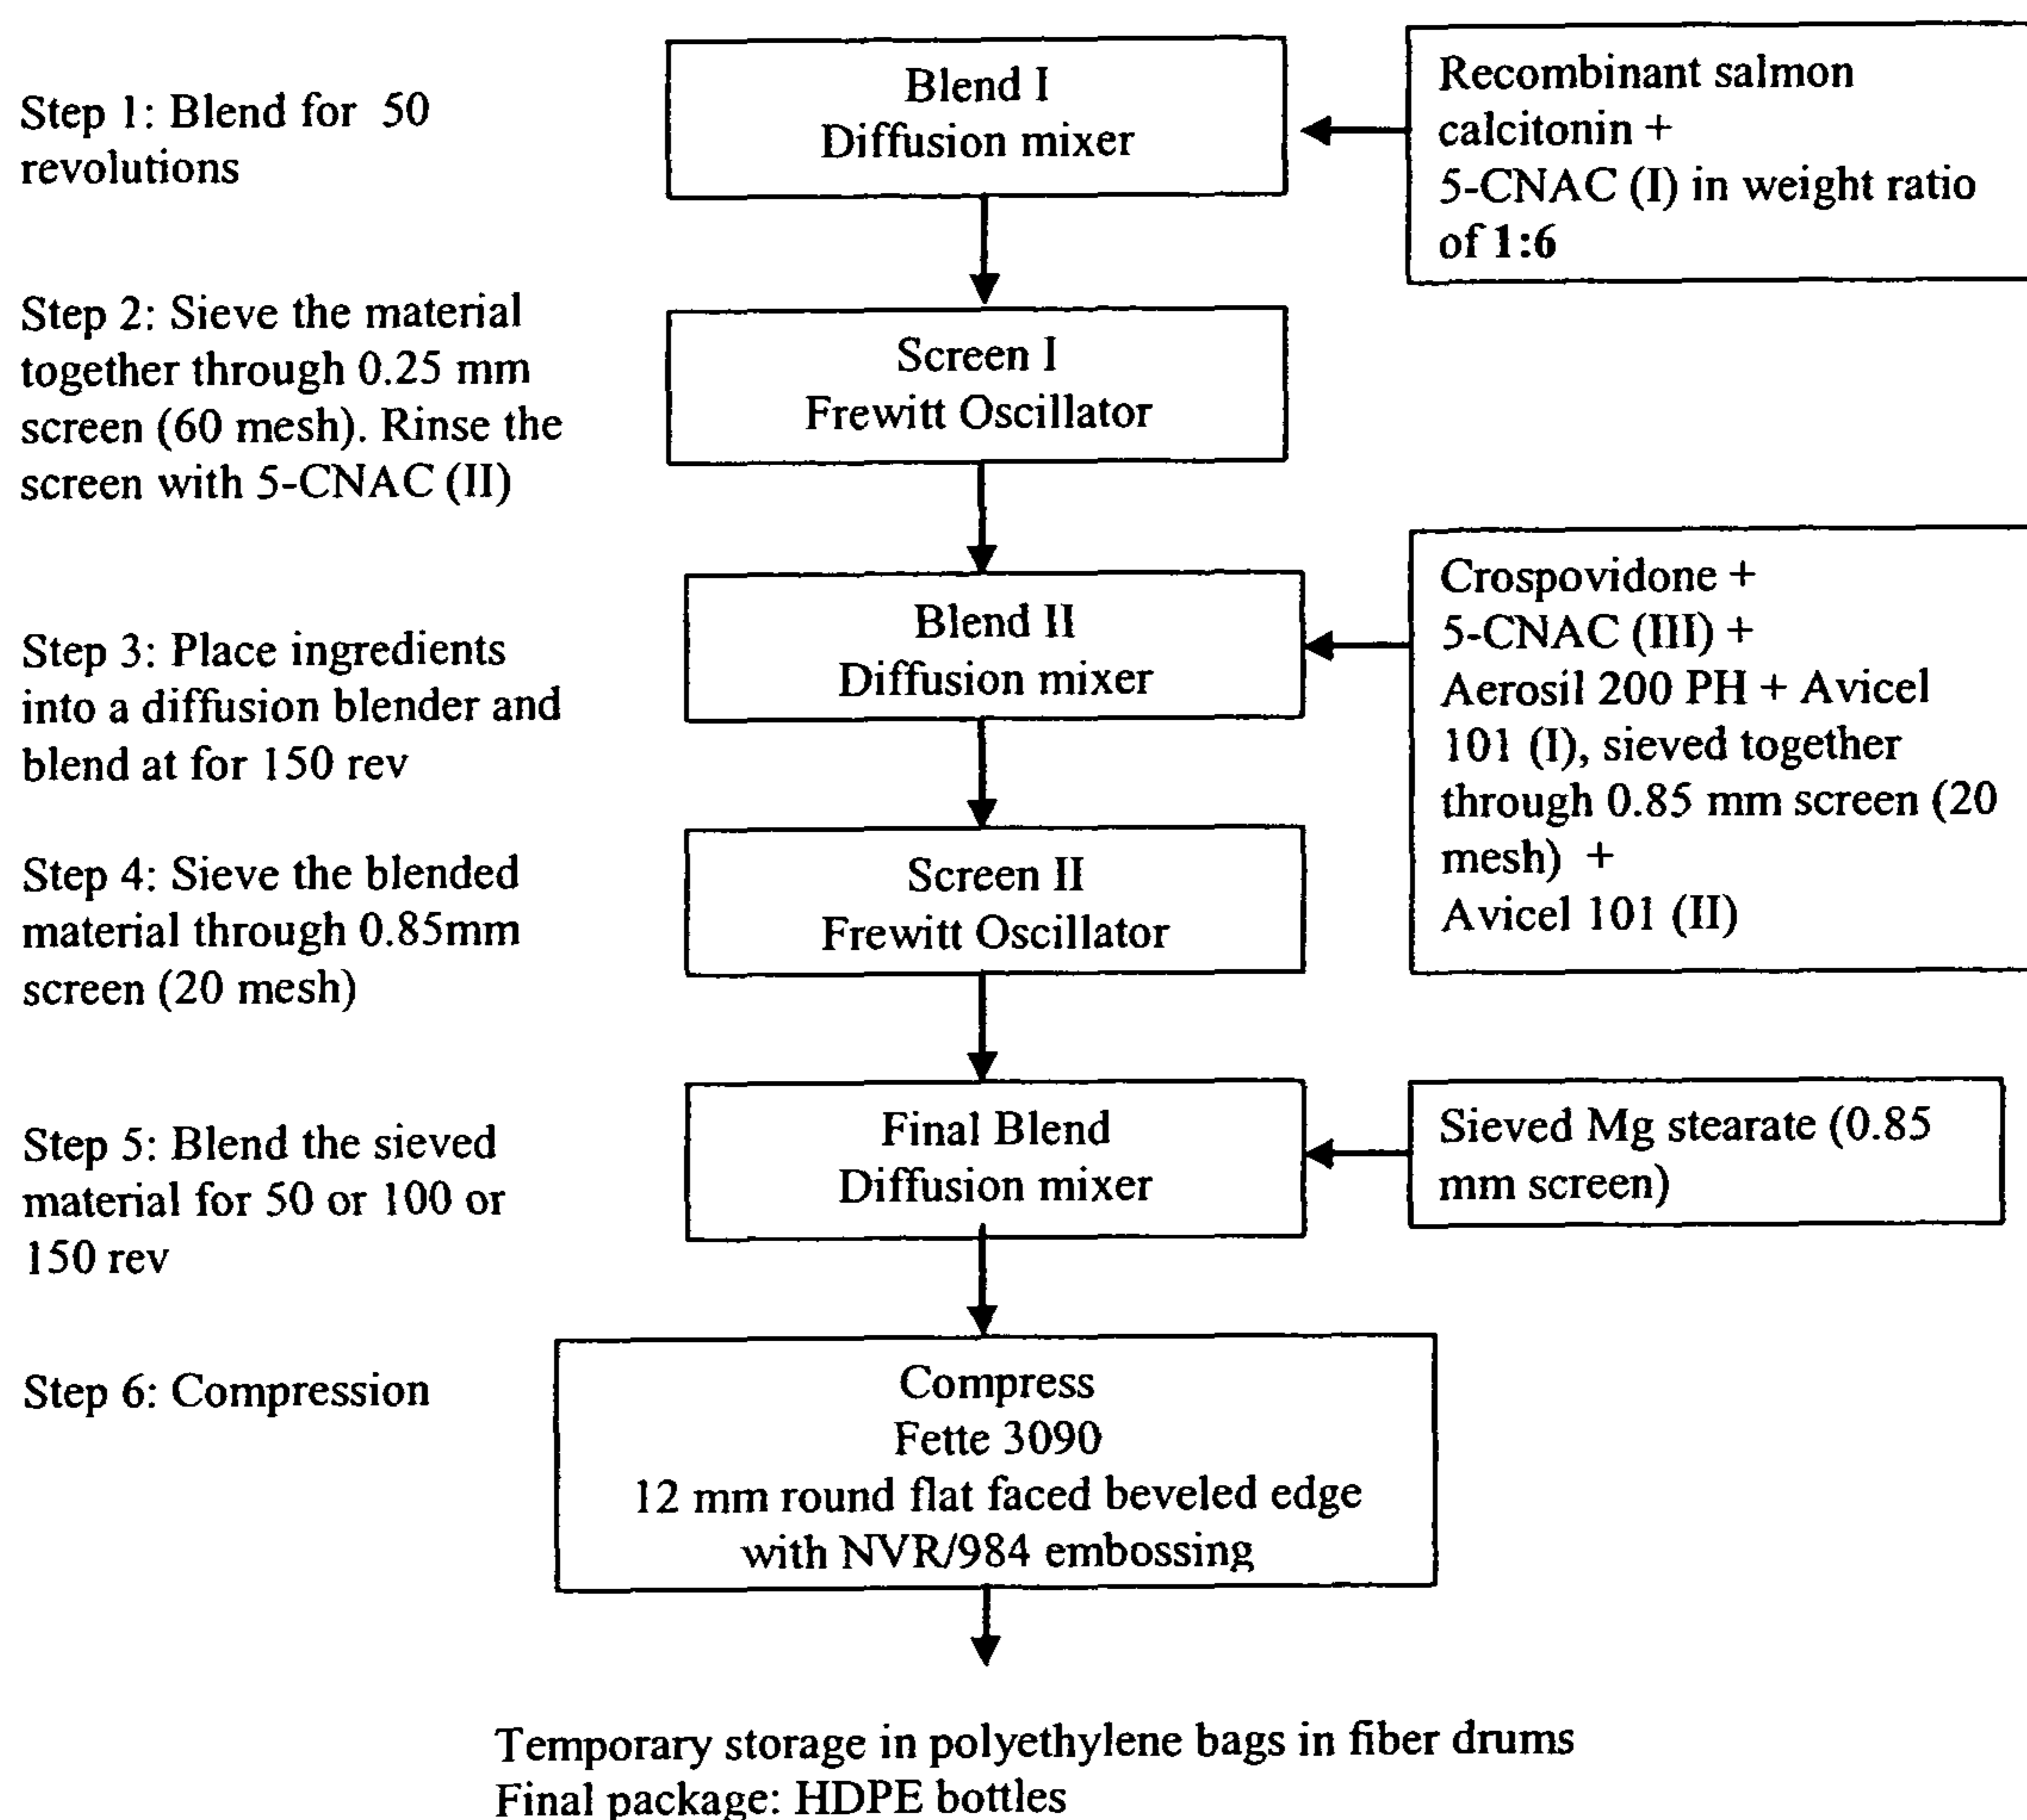 Step 1: Blend for 50
revolutions
Blend I
Diffusion mixer
Recombinant salmon
calcitonin +
5-CNAC (I) in weight ratio
of 1:6
Step 2: Sieve the material
together through 0.25 mm
screen (60 mesh). Rinse the
screen with 5-CNAC (II)
Screen I
Frewitt Oscillator
Step 3: Place ingredients
into a diffusion blender and
blend at for 150 rev
Blend II
Diffusion mixer
Crospovidone +
5-CNAC (III) +
Aerosil 200 PH + Avicel
101 (I), sieved together
through 0.85 mm screen (20
mesh) +
Avicel 101 (II)
Step 4: Sieve the blended
material through 0.85mm
screen (20 mesh)
Screen II
Frewitt Oscillator
Step 5: Blend the sieved
material for 50 or 100 or
150 rev
Final Blend
Diffusion mixer
Sieved Mg stearate (0.85
mm screen)
Step 6: Compression
Compress
Fette 3090
12 mm round flat faced beveled edge
with NVR/984 embossing
Temporary storage in polyethylene bags in fiber drums
Final package: HDPE bottles